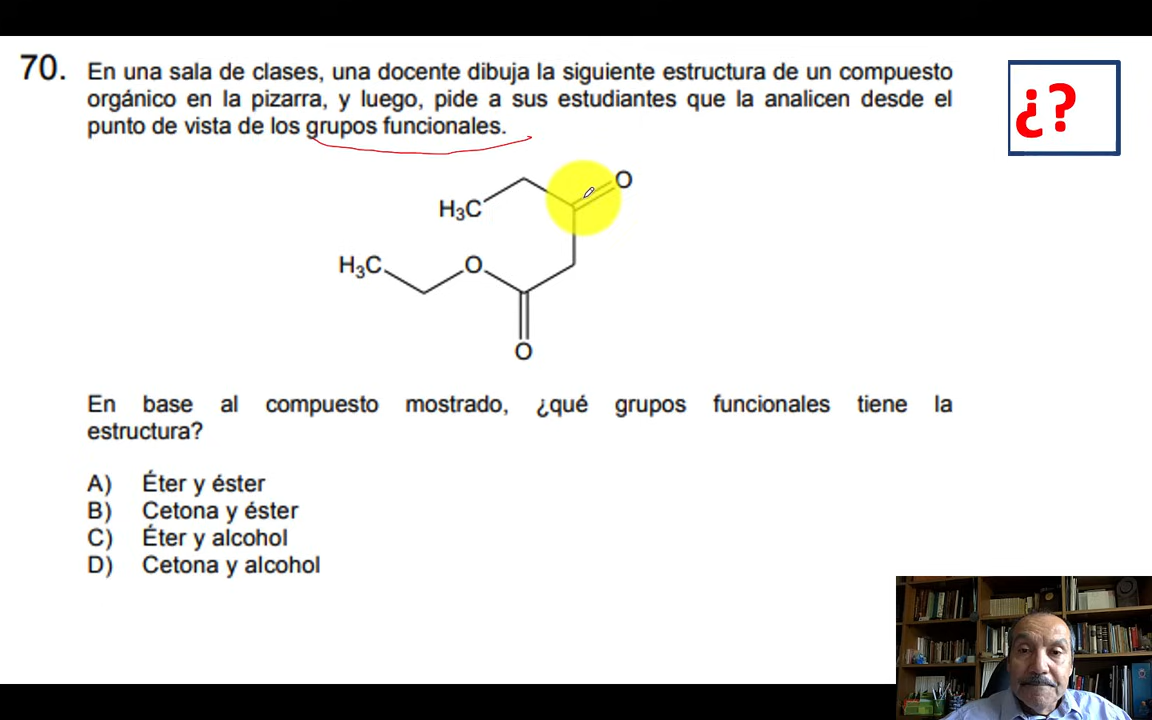 70. En una sala de clases, una docente dibuja la siguiente estructura de un compuesto
orgánico en la pizarra, y luego, pide a sus estudiantes que la analicen desde el
punto de vista de los grupos funcionales.
¿?
O
H₃C
H₃C
O
O
En base al compuesto mostrado, ¿qué grupos funcionales tiene la
estructura?
A) Éter y éster
B) Cetona y éster
C) Éter y alcohol
D) Cetona y alcohol